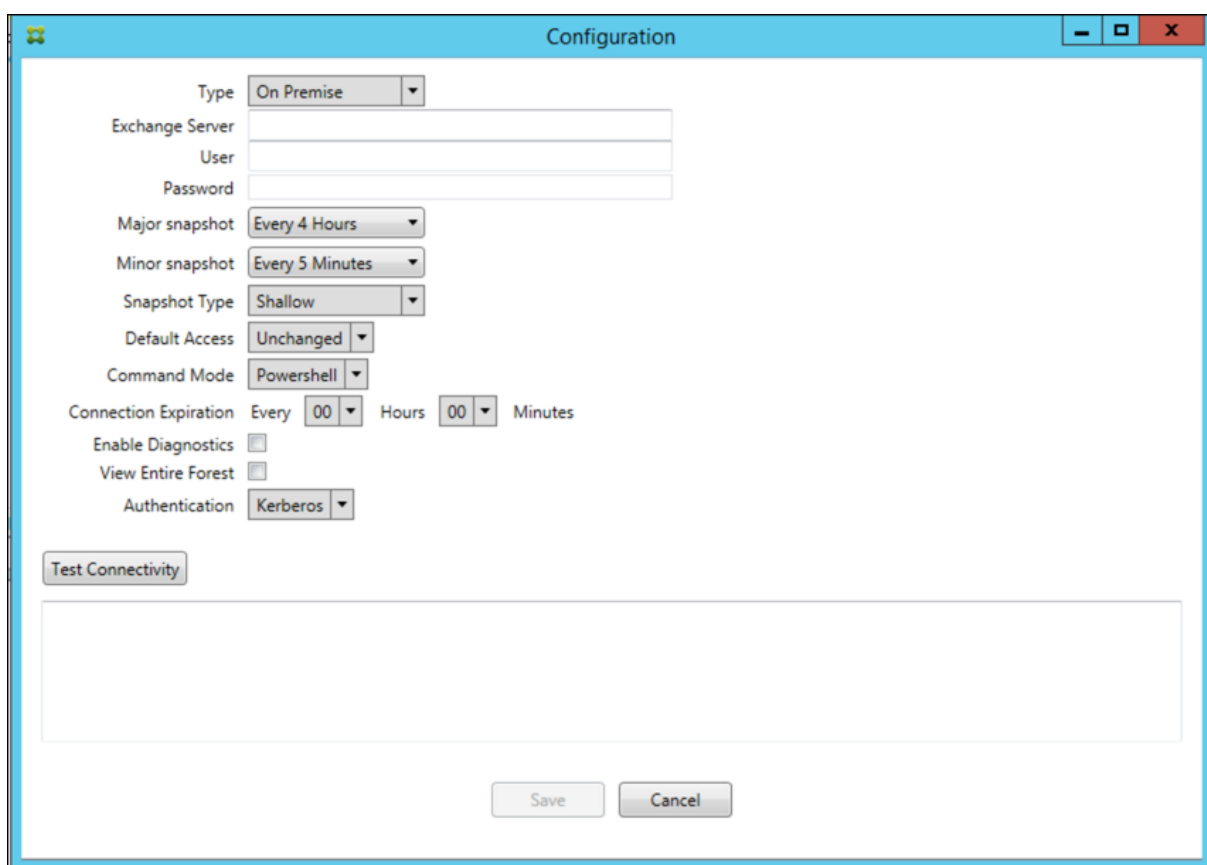 Configuration
Type On Premise
Exchange Server
User
Password
Major snapshot Every 4 Hours
Minor snapshot Every 5 Minutes
Snapshot Type Shallow
Default Access Unchanged
Command Mode Powershell
Connection Expiration Every 00 Hours 00 Minutes
Enable Diagnostics
View Entire Forest
Authentication Kerberos
Test Connectivity
Save Cancel